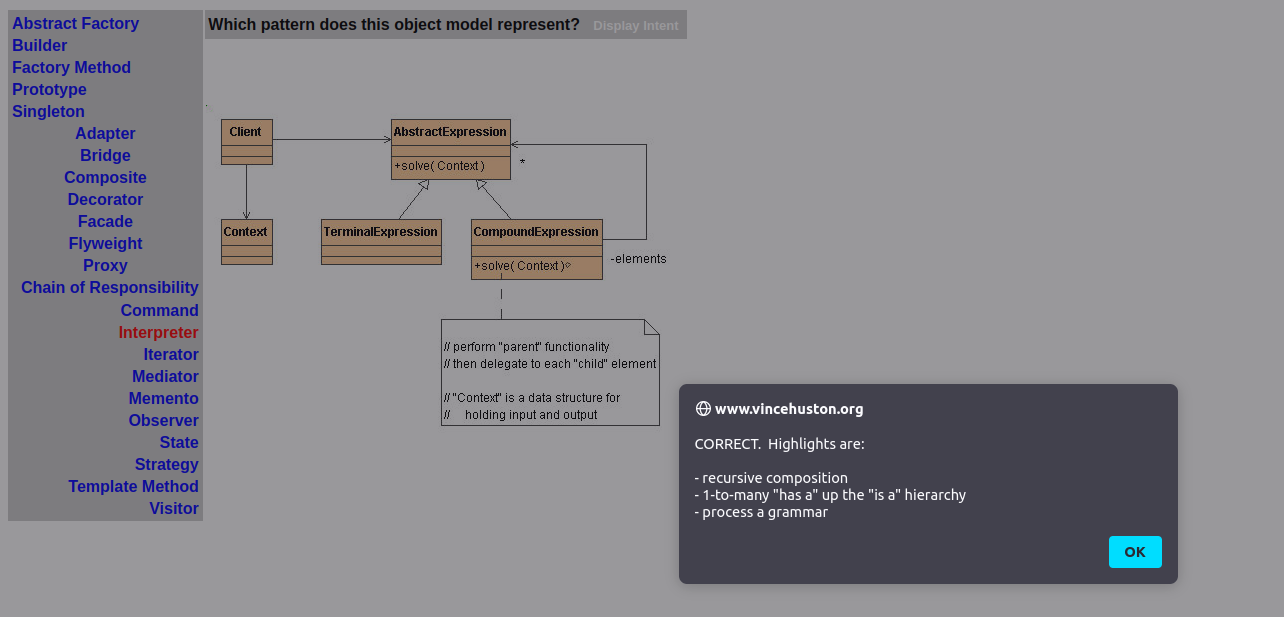 Abstract Factory
Builder
Factory Method
Prototype
Singleton
Adapter
Bridge
Composite
Decorator
Facade
Flyweight
Proxy
Chain of Responsibility
Command
Interpreter
Iterator
Mediator
Memento
Observer
State
Strategy
Template Method
Visitor
Which pattern does this object model represent? Display Intent
Client
AbstractExpression
+solve( Context )
*
Context
TerminalExpression
CompoundExpression
+solve( Context )
-elements
// perform "parent" functionality
// then delegate to each "child" element
// "Context" is a data structure for
// holding input and output
www.vincehuston.org
CORRECT. Highlights are:
- recursive composition
- 1-to-many "has a" up the "is a" hierarchy
- process a grammar
OK